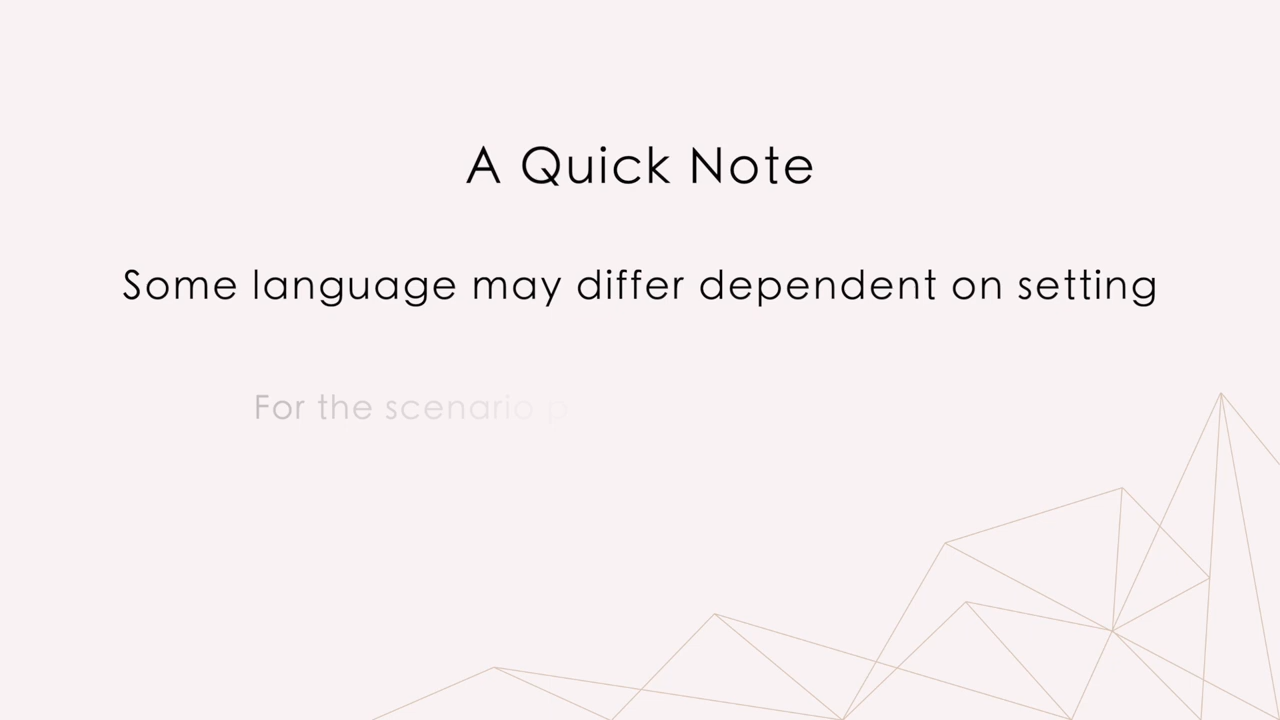 A Quick Note
Some language may differ dependent on setting
For the scenario